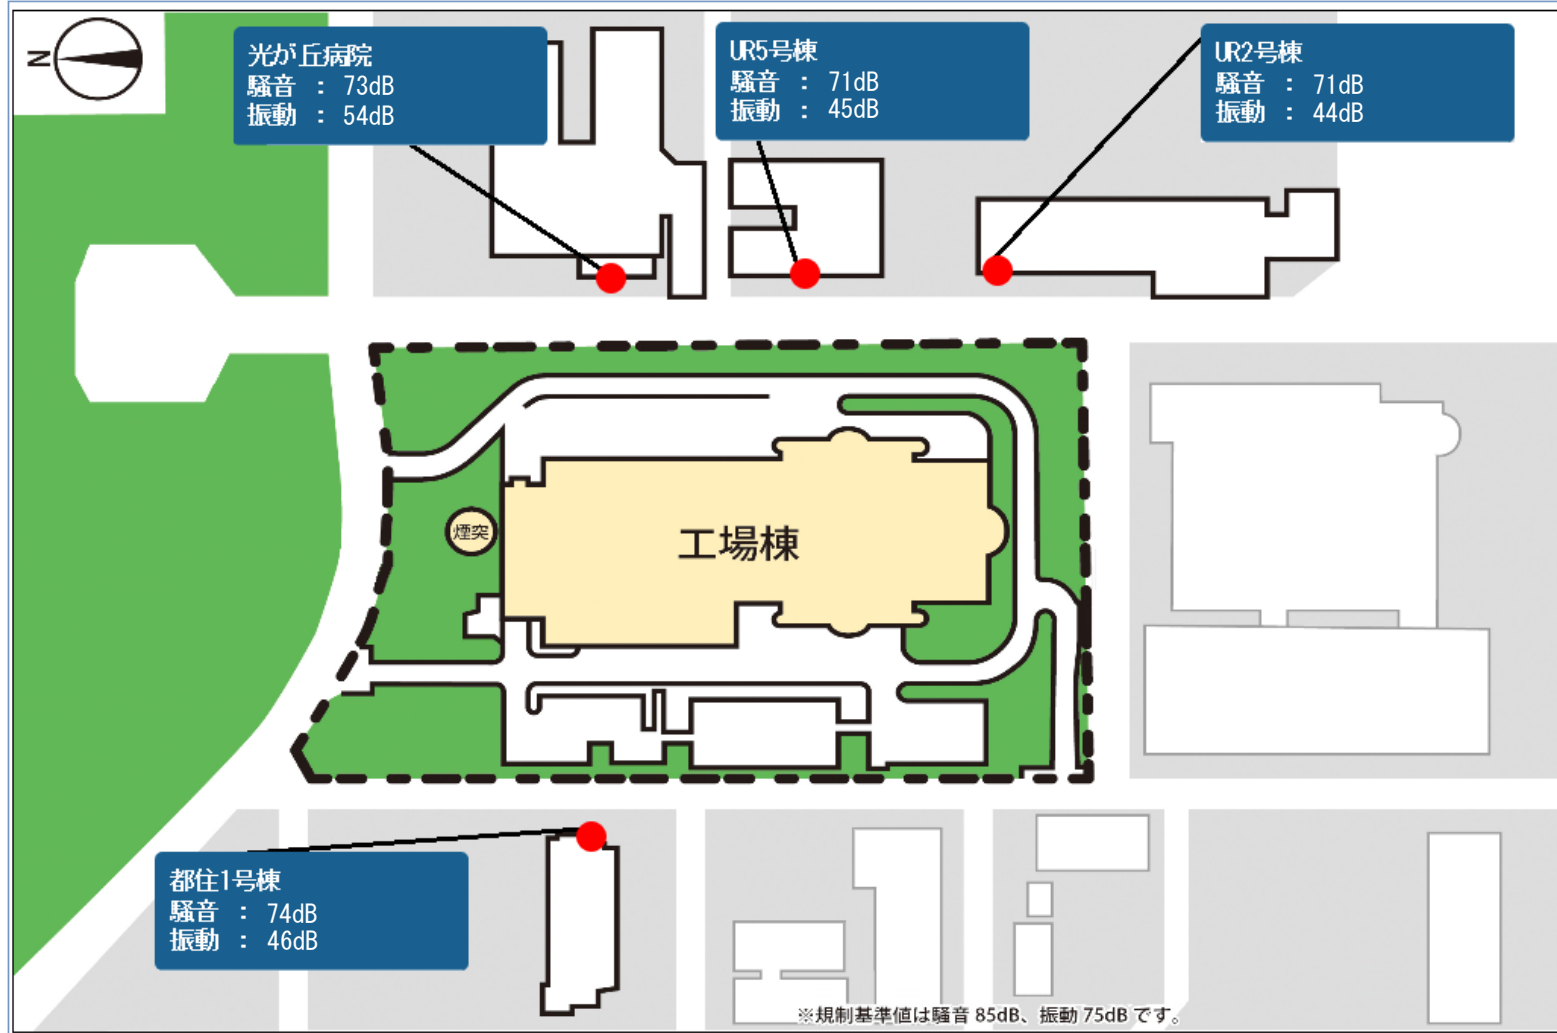 N
光が丘病院
騒音 : 73dB
振動 : 54dB
UR5号棟
騒音 : 71dB
振動 : 45dB
UR2号棟
騒音 : 71dB
振動 : 44dB
煙突
工場棟
都住1号棟
騒音 : 74dB
振動 : 46dB
※規制基準値は騒音 85dB、振動 75dB です。